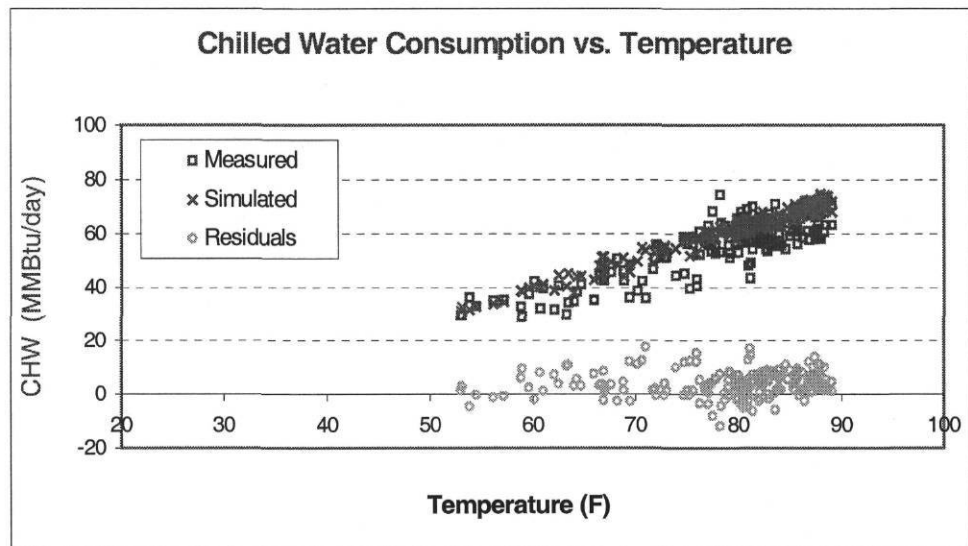 Chilled Water Consumption vs. Temperature
CHW (MMBtu/day)
100
80
60
40
20
0
-20
Measured
Simulated
Residuals
20 30 40 50 60 70 80 90 100
Temperature (F)